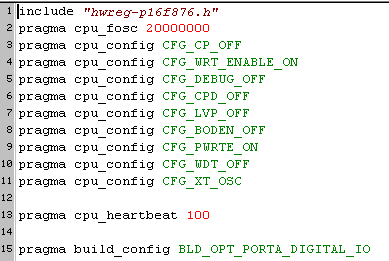 1 include "hwreg-p16f876.h"
2 pragma cpu_fosc 20000000
3 pragma cpu_config CFG_CP_OFF
4 pragma cpu_config CFG_WRT_ENABLE_ON
5 pragma cpu_config CFG_DEBUG_OFF
6 pragma cpu_config CFG_CPD_OFF
7 pragma cpu_config CFG_LVP_OFF
8 pragma cpu_config CFG_BODEN_OFF
9 pragma cpu_config CFG_PWRTE_ON
10 pragma cpu_config CFG_WDT_OFF
11 pragma cpu_config CFG_XT_OSC
12
13 pragma cpu_heartbeat 100
14
15 pragma build_config BLD_OPT_PORTA_DIGITAL_IO